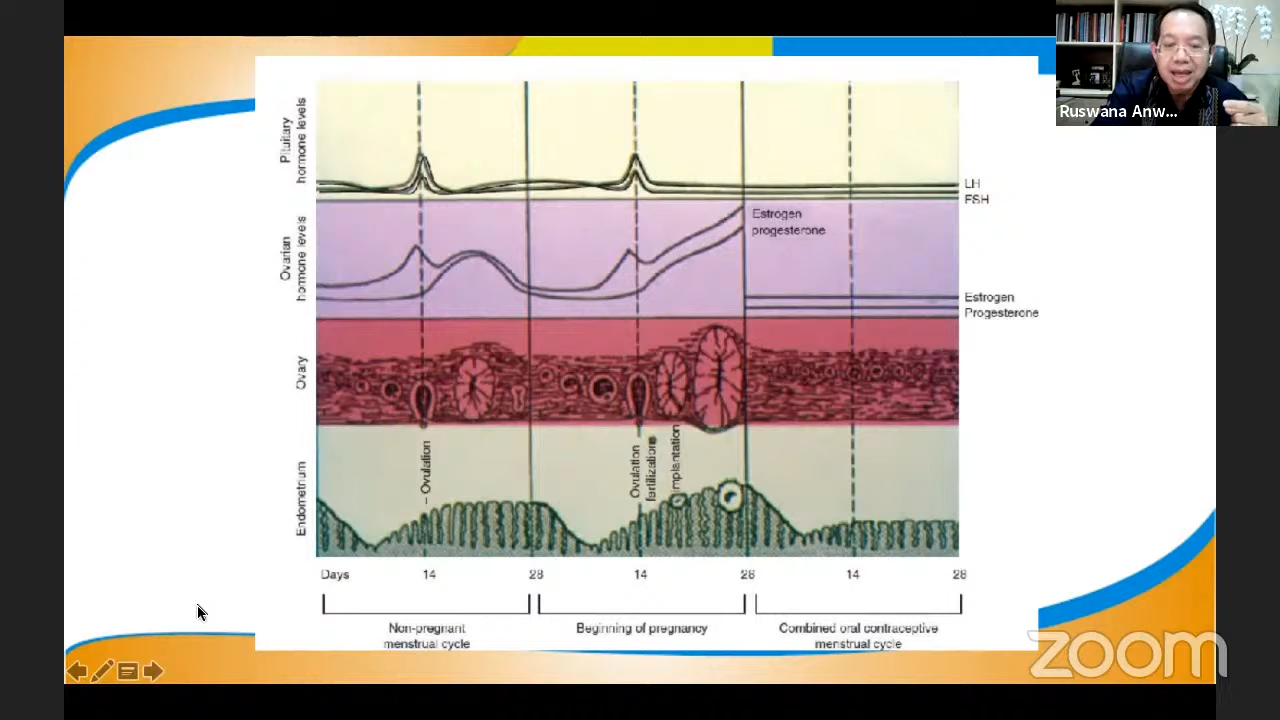 Ruswana Anw...
Pituitary
hormone levels
LH
FSH
Ovarian
hormone levels
Estrogen
progesterone
Estrogen
Progesterone
Ovary
Endometrium
Ovulation
Ovulation
fertilizations
Implantation
Days 14 28 14 28 14 28
Non-pregnant
menstrual cycle
Beginning of pregnancy
Combined oral contraceptive
menstrual cycle
zoom